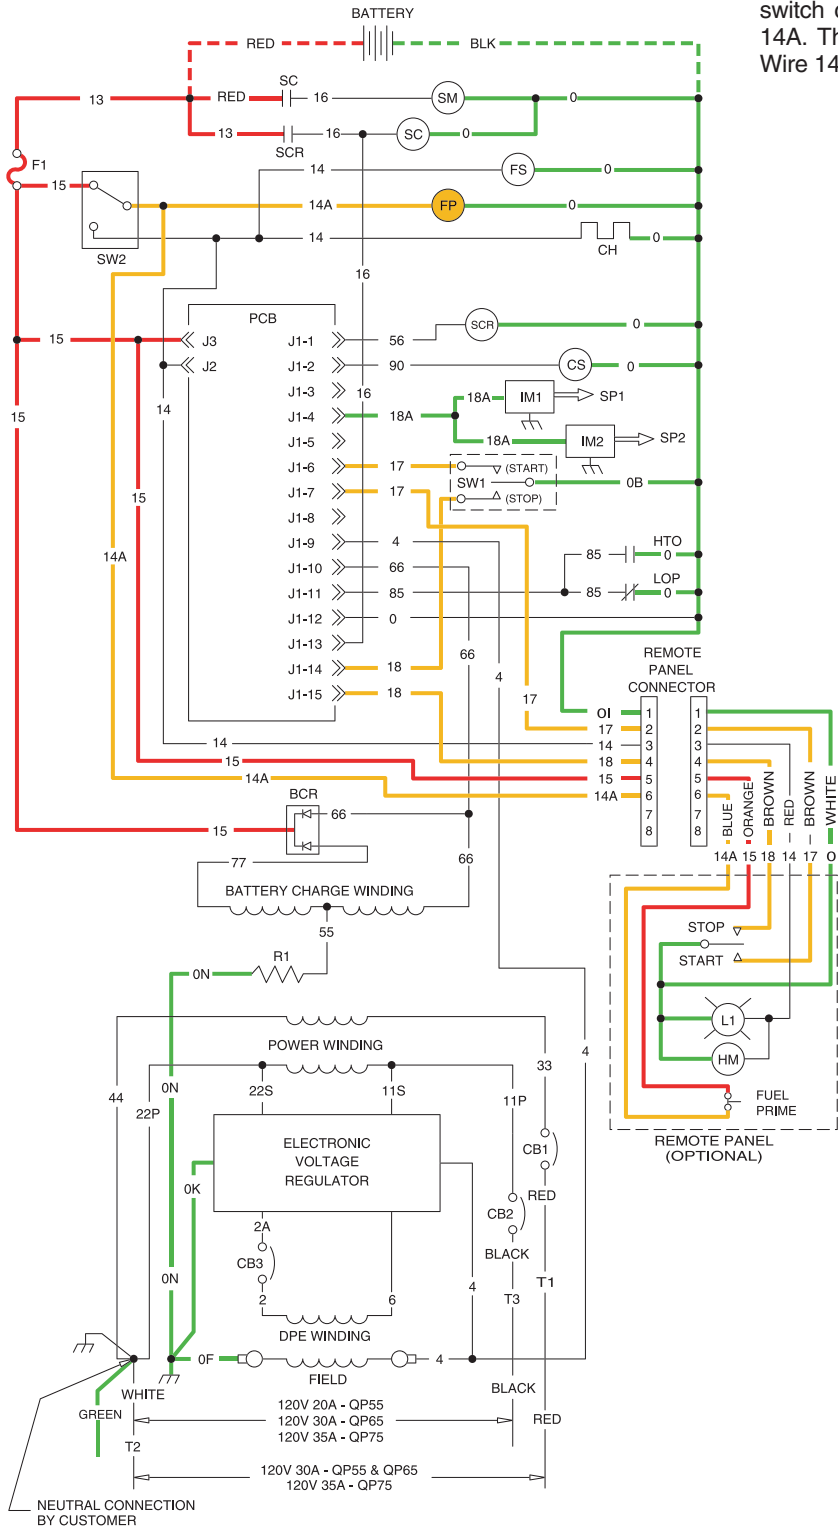 switch
14A. Th
Wire 14
BATTERY
RED
BLK
SC
13
RED
16
SM
0
13
SCR
16
SC
0
F1
15
14
FS
0
14A
FP
0
SW2
14
CH
0
16
PCB
15
J3
J1-1
56
SCR
0
J2
J1-2
90
CS
0
J1-3
16
18A
IM1
SP1
14
15
J1-4
18A
J1-5
18A
IM2
SP2
J1-6
17
(START)
15
J1-7
17
SW1
0B
(STOP)
J1-8
J1-9
4
HTO
85
0
14A
J1-10
66
LOP
J1-11
85
85
0
J1-12
0
J1-13
66
4
J1-14
18
J1-15
18
17
REMOTE
PANEL
CONNECTOR
OI
1
1
17
2
2
14
14
3
3
15
18
4
4
14A
15
5
5
14A
6
6
7
7
8
8
BLUE
ORANGE
BROWN
RED
BROWN
WHITE
14A
15
18
14
17
0
BCR
15
66
77
66
BATTERY CHARGE WINDING
55
R1
0N
STOP
START
L1
HM
FUEL
PRIME
REMOTE PANEL
(OPTIONAL)
POWER WINDING
33
4
44
0N
22P
22S
11S
11P
ELECTRONIC
VOLTAGE
REGULATOR
CB1
0K
RED
2A
CB2
CB3
BLACK
0N
2
6
4
T3
T1
DPE WINDING
0F
4
FIELD
WHITE
BLACK
GREEN
120V 20A - QP55
120V 30A - QP65
120V 35A - QP75
RED
T2
120V 30A - QP55 & QP65
120V 35A - QP75
NEUTRAL CONNECTION
BY CUSTOMER